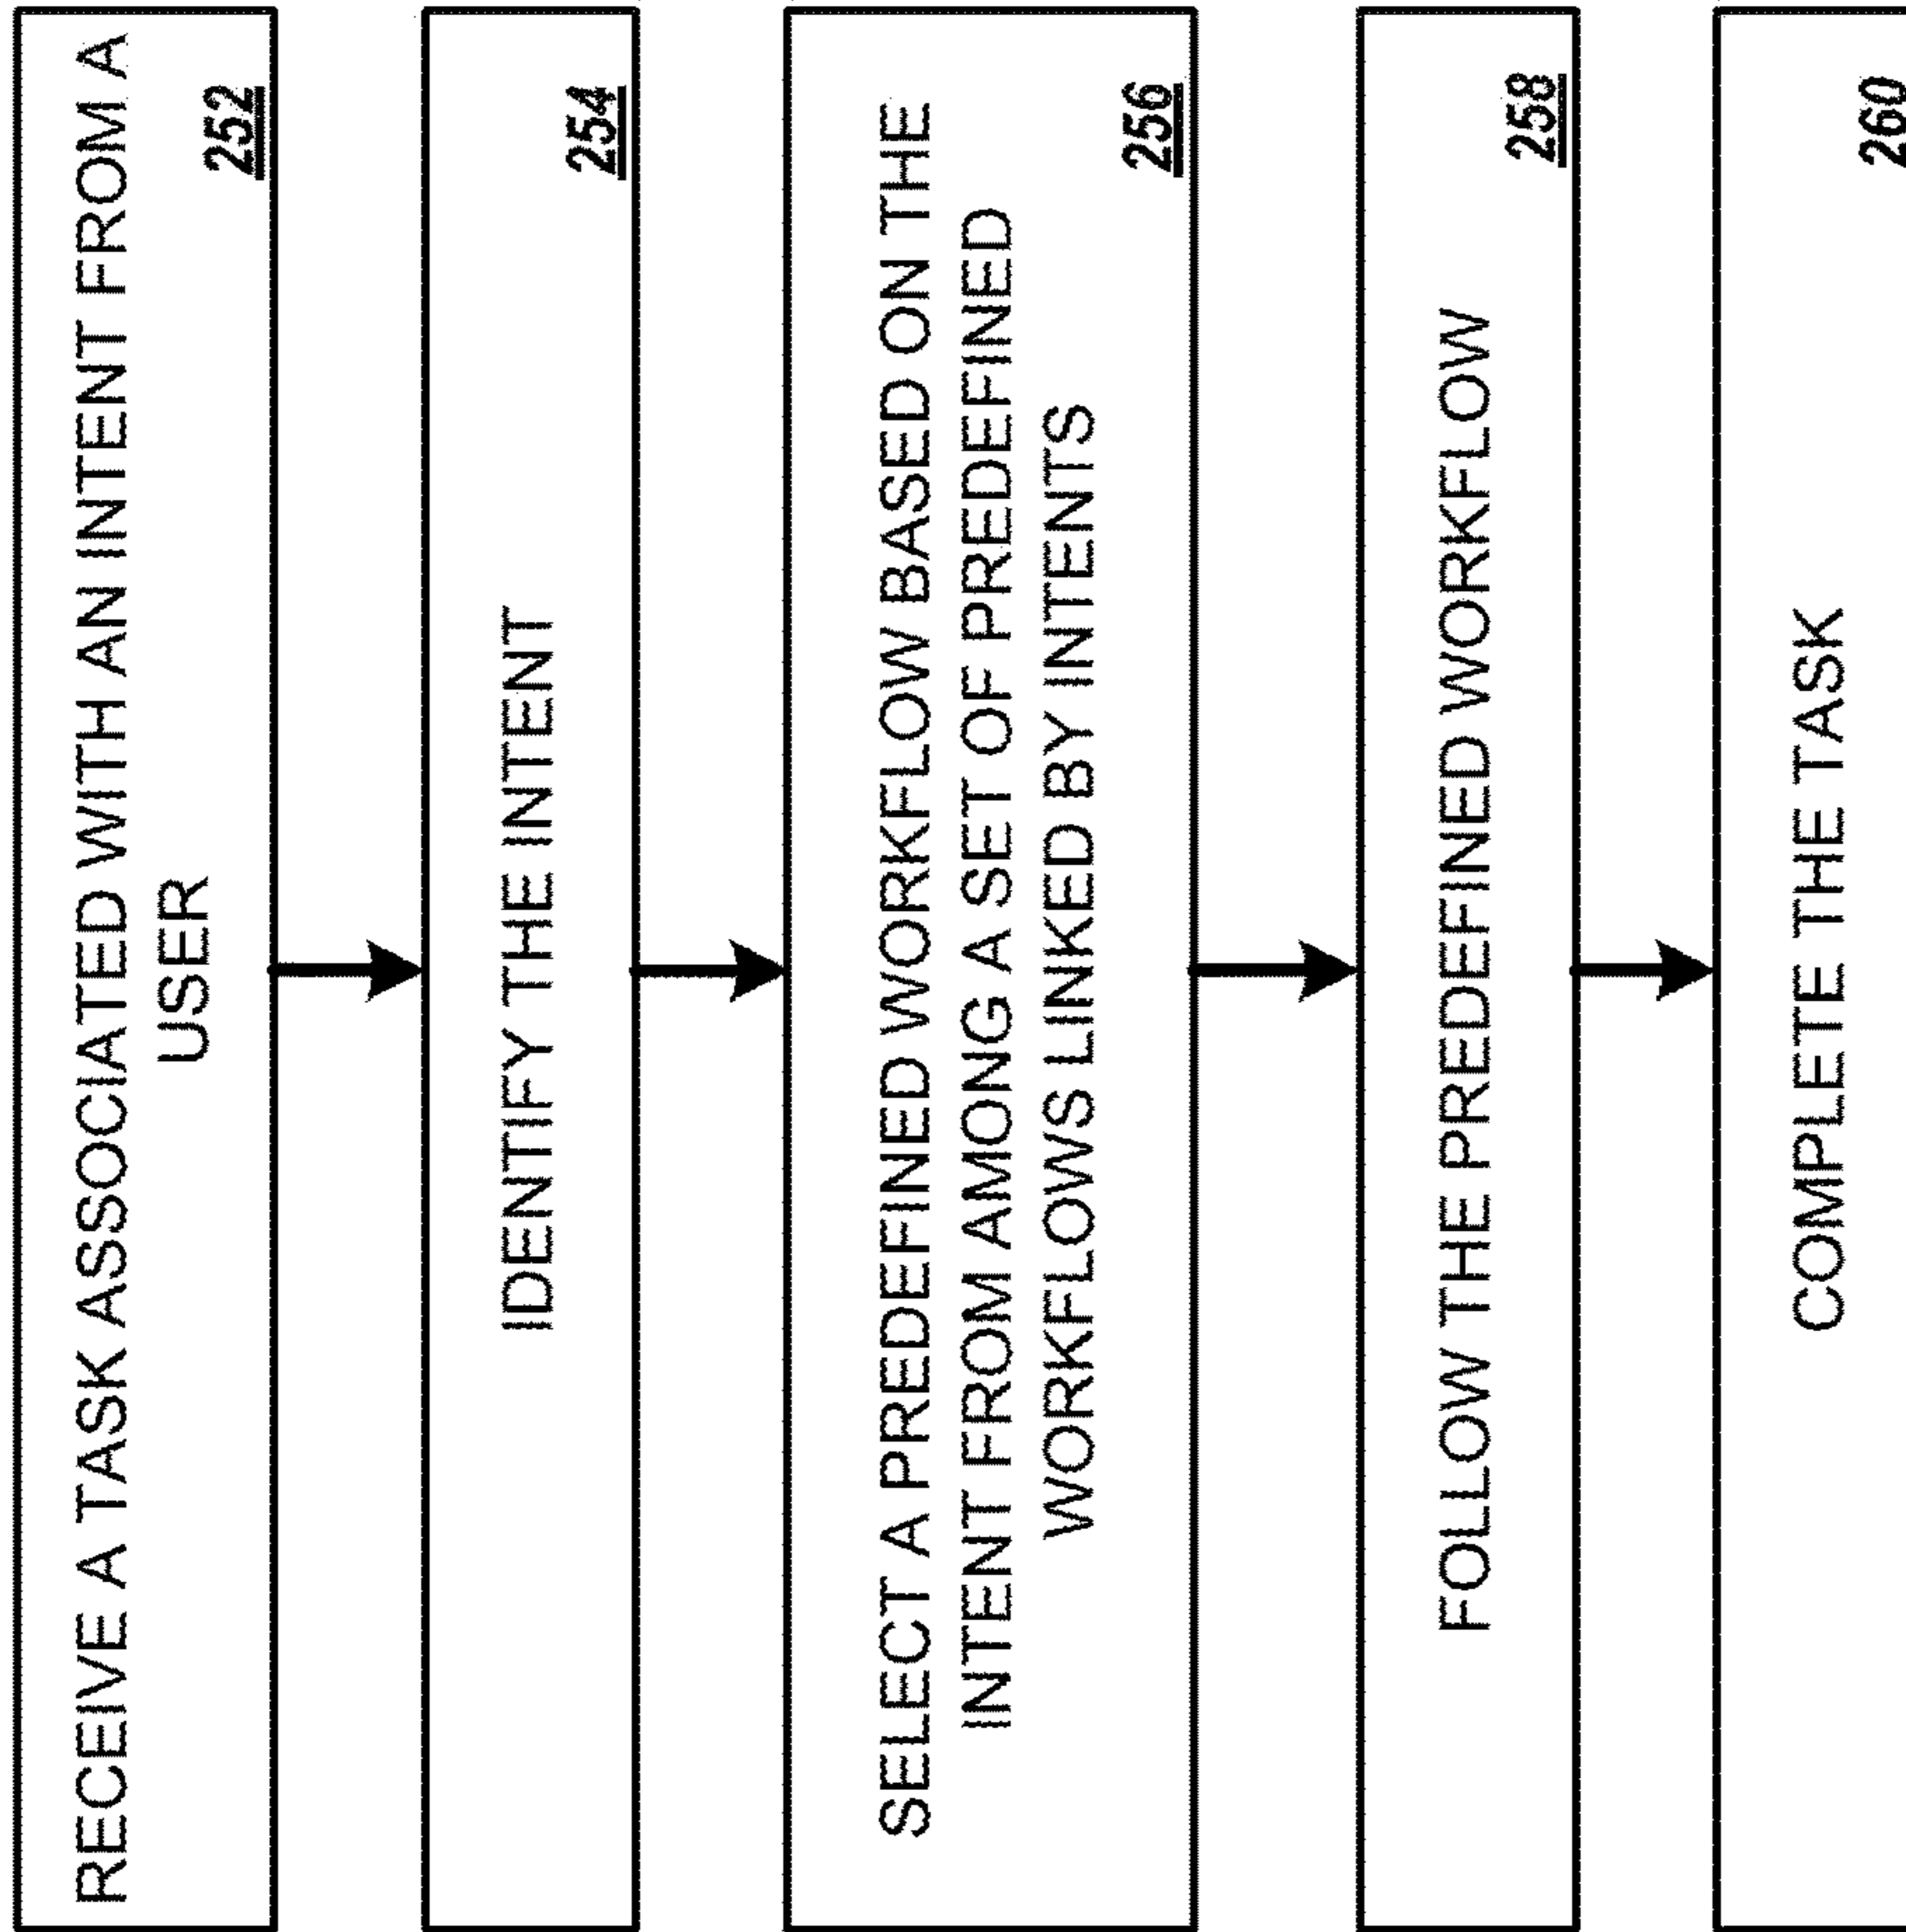 RECEIVE A TASK ASSOCIATED WITH AN INTENT FROM A
USER
252
IDENTIFY THE INTENT
254
SELECT A PREDEFINED WORKFLOW BASED ON THE
INTENT FROM AMONG A SET OF PREDEFINED
WORKFLOWS LINKED BY INTENTS
256
FOLLOW THE PREDEFINED WORKFLOW
258
COMPLETE THE TASK
260